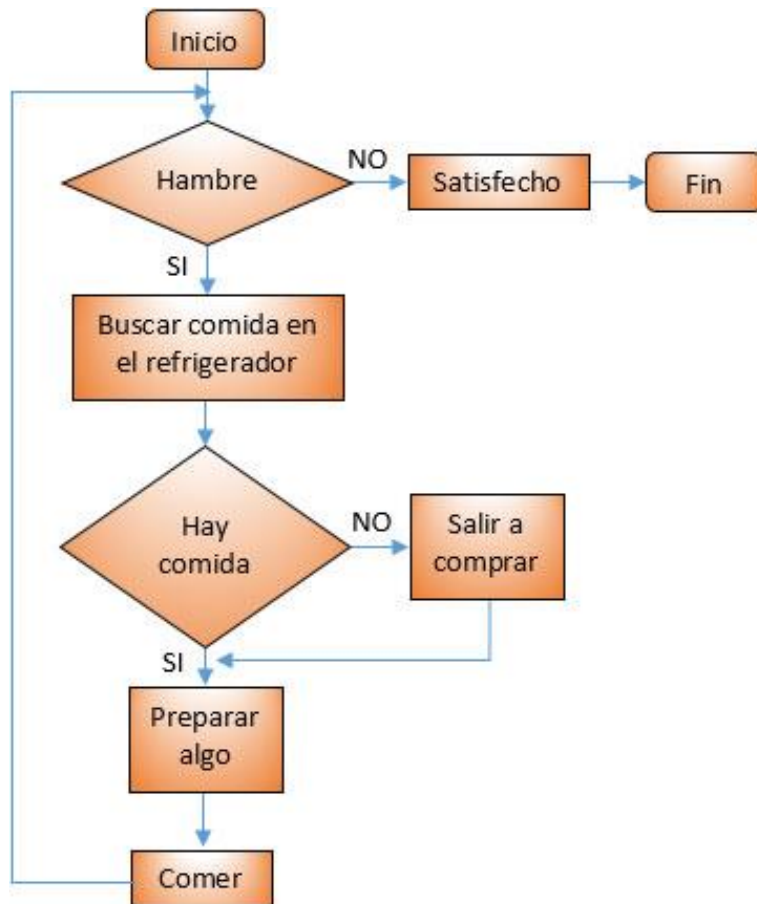 Inicio
Hambre
NO
Satisfecho
Fin
SI
Buscar comida en
el refrigerador
Hay
comida
NO
Salir a
comprar
SI
Preparar
algo
Comer